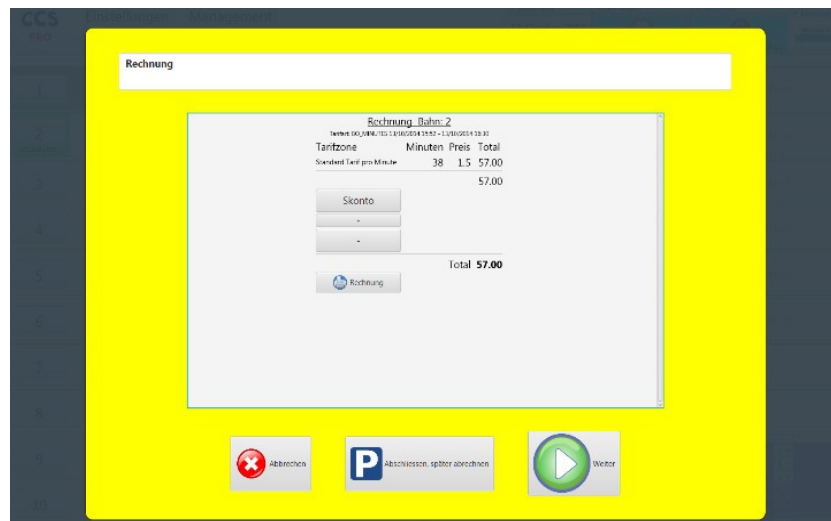 CCS
PRO
Einstellungen Management
Rechnung
Rechnung Bahn: 2
Tarifzone Minuten Preis Total
Standard Tarif pro Minute 38 1.5 57.00
57.00
Skonto
-
-
Total 57.00
Rechnung
Abbrechen
Abschliessen, später abrechnen
Weiter
1
2
3
4
5
6
7
8
9
10